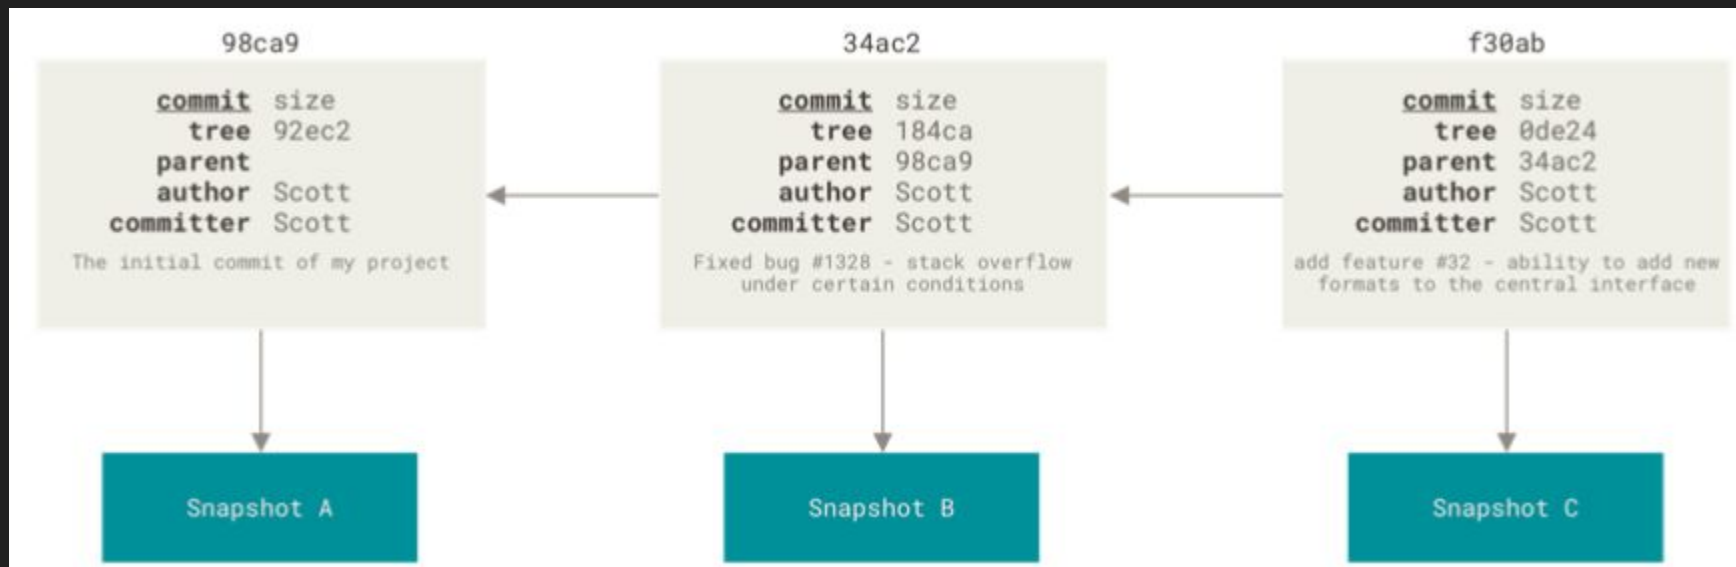 98ca9
commit size
tree 92ec2
parent
author Scott
committer Scott
The initial commit of my project
Snapshot A
34ac2
commit size
tree 184ca
parent 98ca9
author Scott
committer Scott
Fixed bug #1328 - stack overflow
under certain conditions
Snapshot B
f30ab
commit size
tree 0de24
parent 34ac2
author Scott
committer Scott
add feature #32 - ability to add new
formats to the central interface
Snapshot C